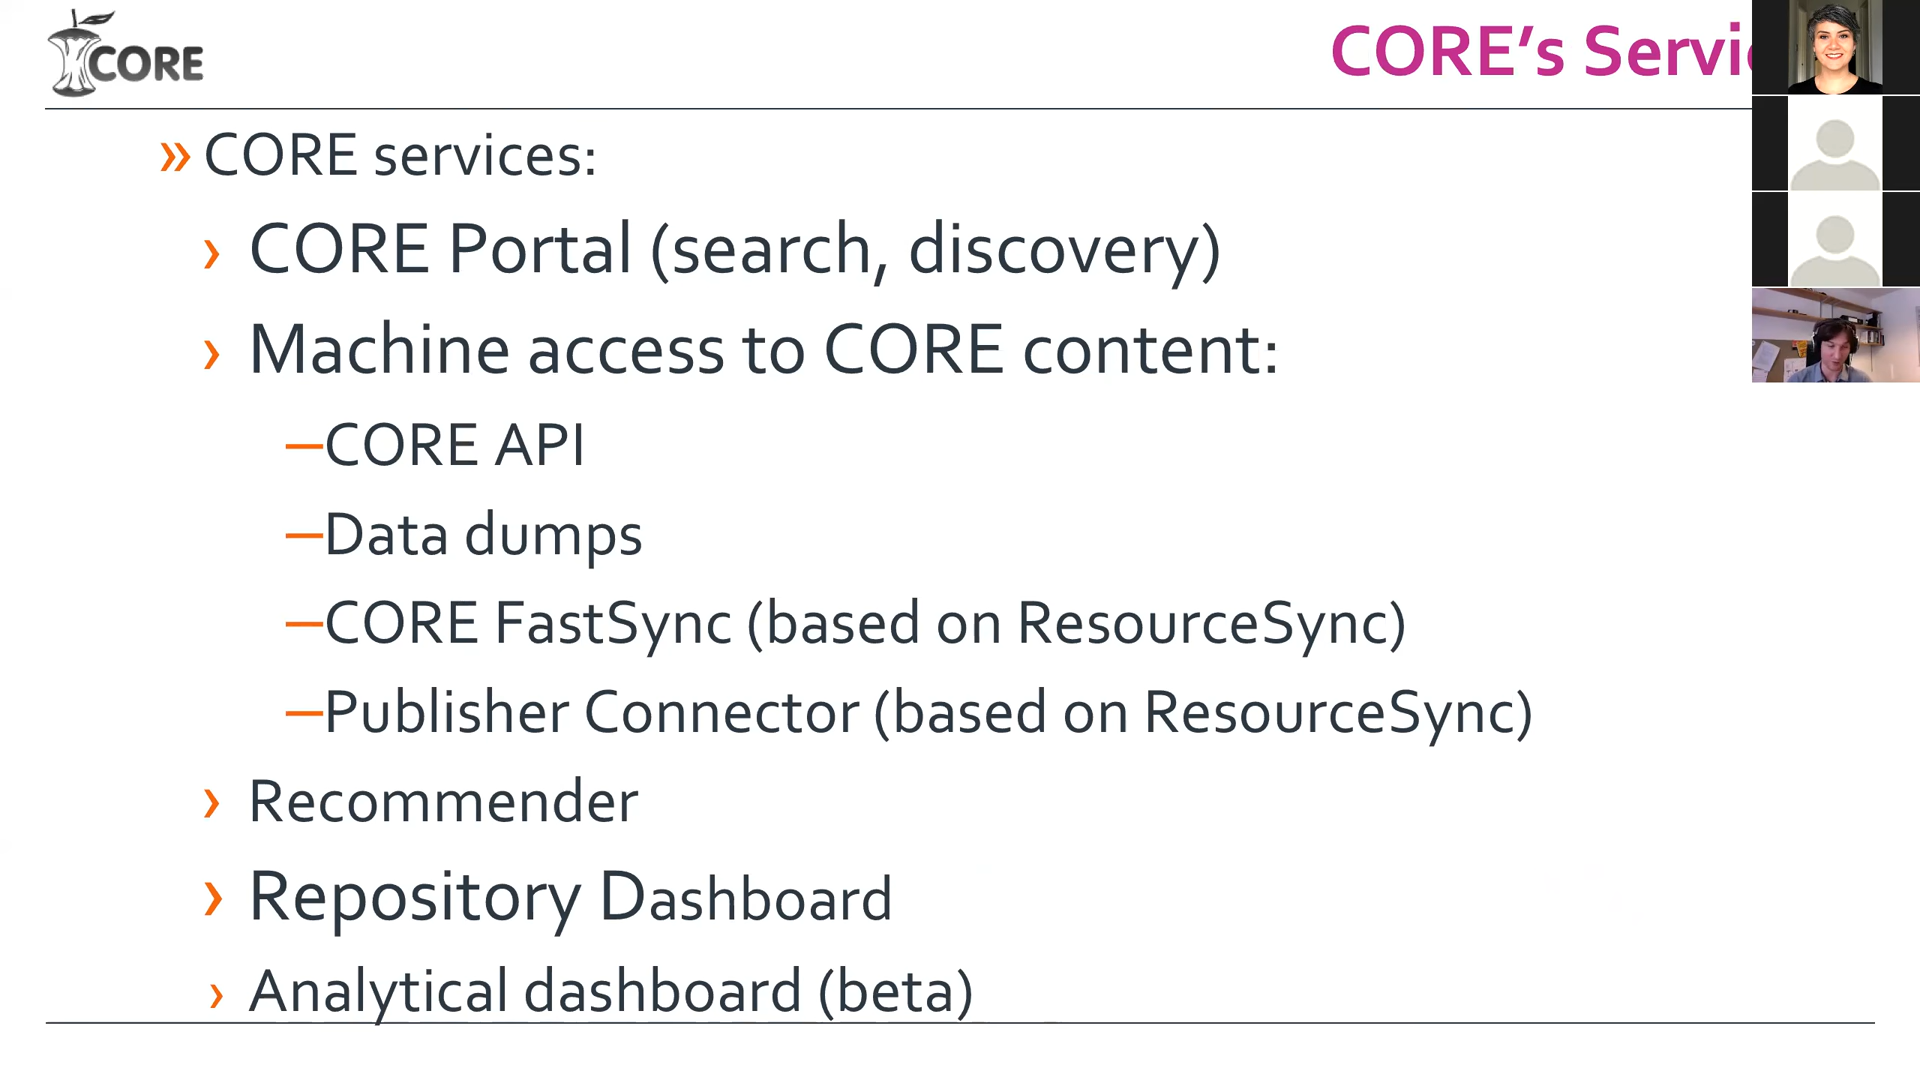 CORE
CORE's
» CORE services:
› CORE Portal (search, discovery)
› Machine access to CORE content:
–CORE API
–Data dumps
–CORE FastSync (based on ResourceSync)
–Publisher Connector (based on ResourceSync)
› Recommender
› Repository Dashboard
› Analytical dashboard (beta)